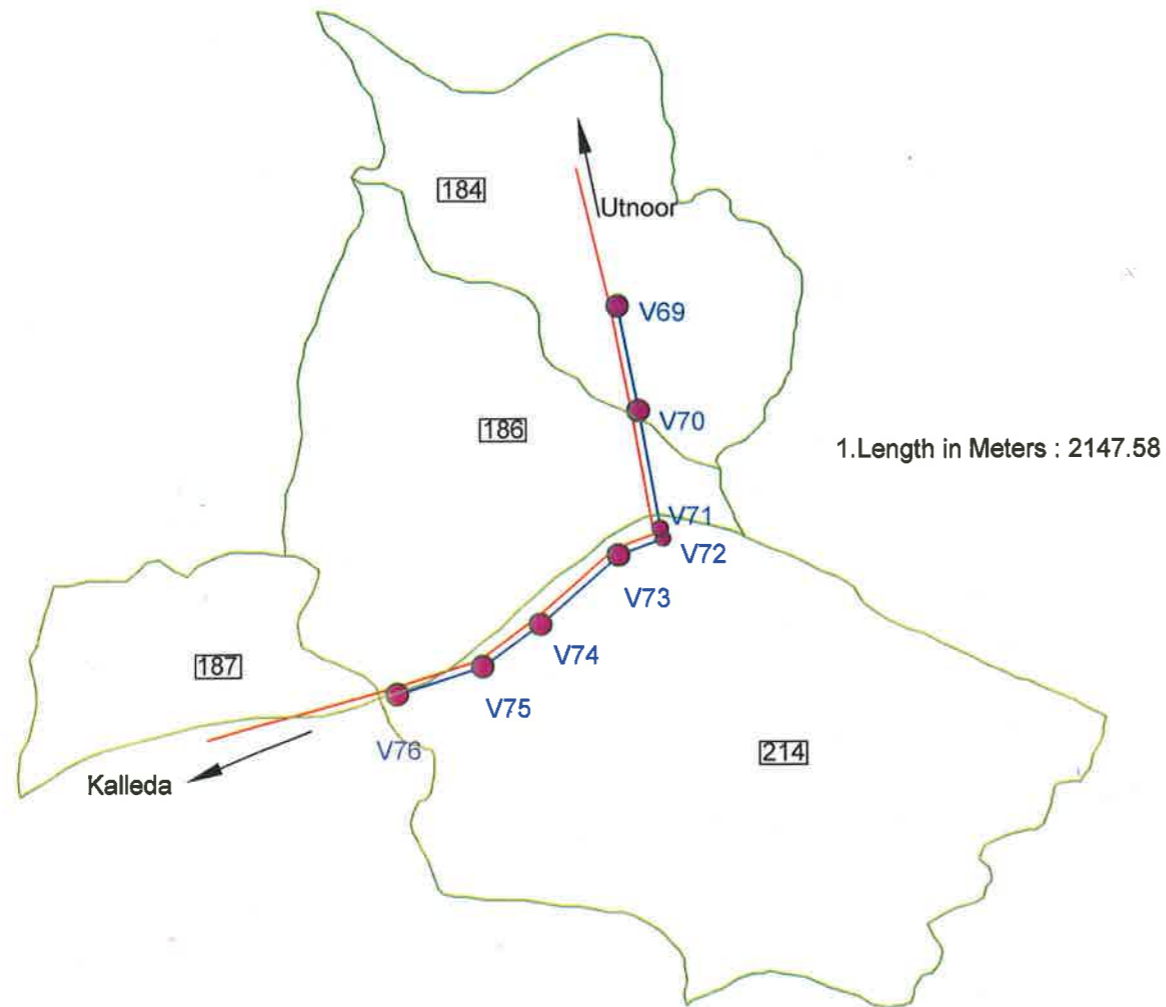 184
Utnoor
V69
V70
186
1.Length in Meters : 2147.58
V71
V72
V73
V74
187
V75
V76
214
Kalleda